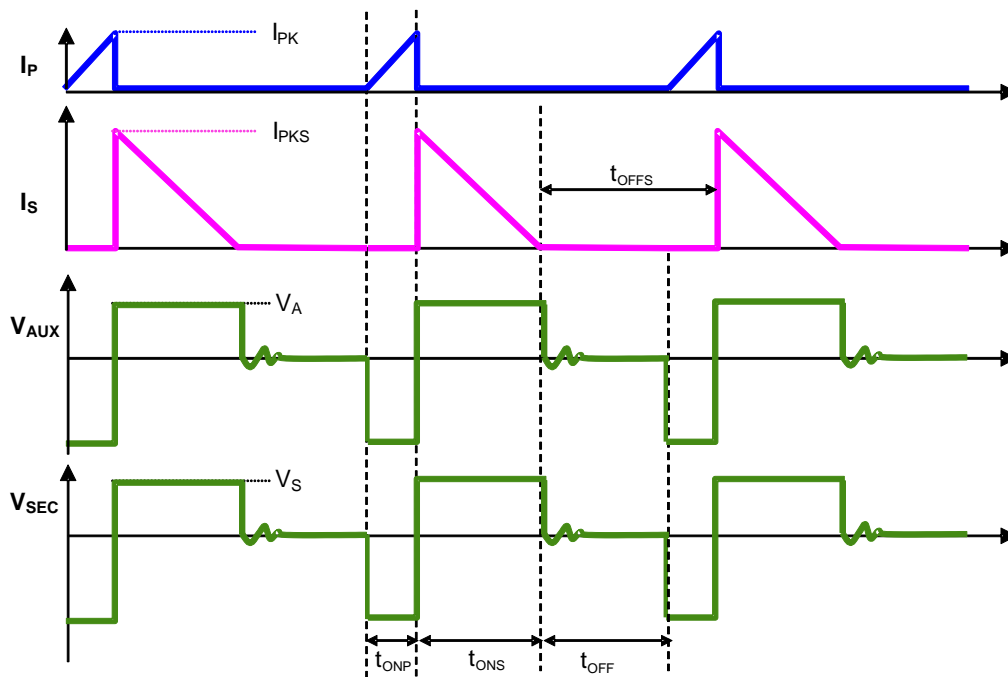 I_PK
I_P
I_PKS
t_OFFS
I_S
V_A
V_AUX
V_S
V_SEC
t_ONP t_ONS t_OFF